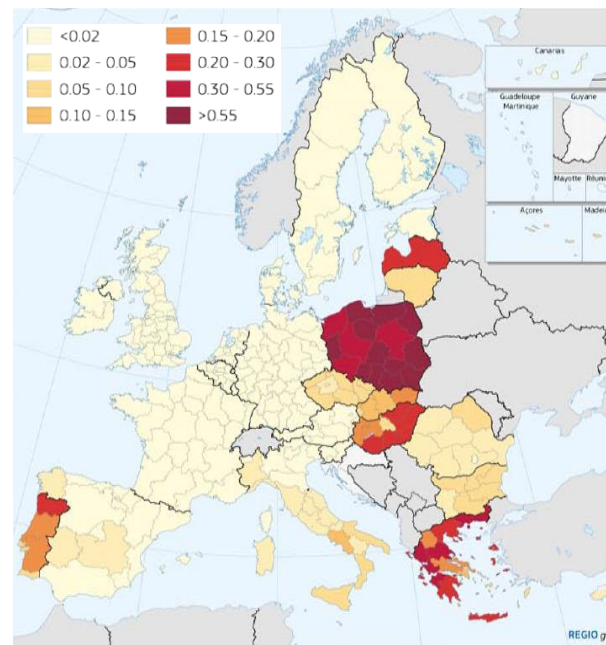 <0.02
0.02 - 0.05
0.05 - 0.10
0.10 - 0.15
0.15 - 0.20
0.20 - 0.30
0.30 - 0.55
>0.55
Canarias
Guadeloupe
Martinique
Guyane
Mayotte
Réunion
Açores
Madei
REGIO g